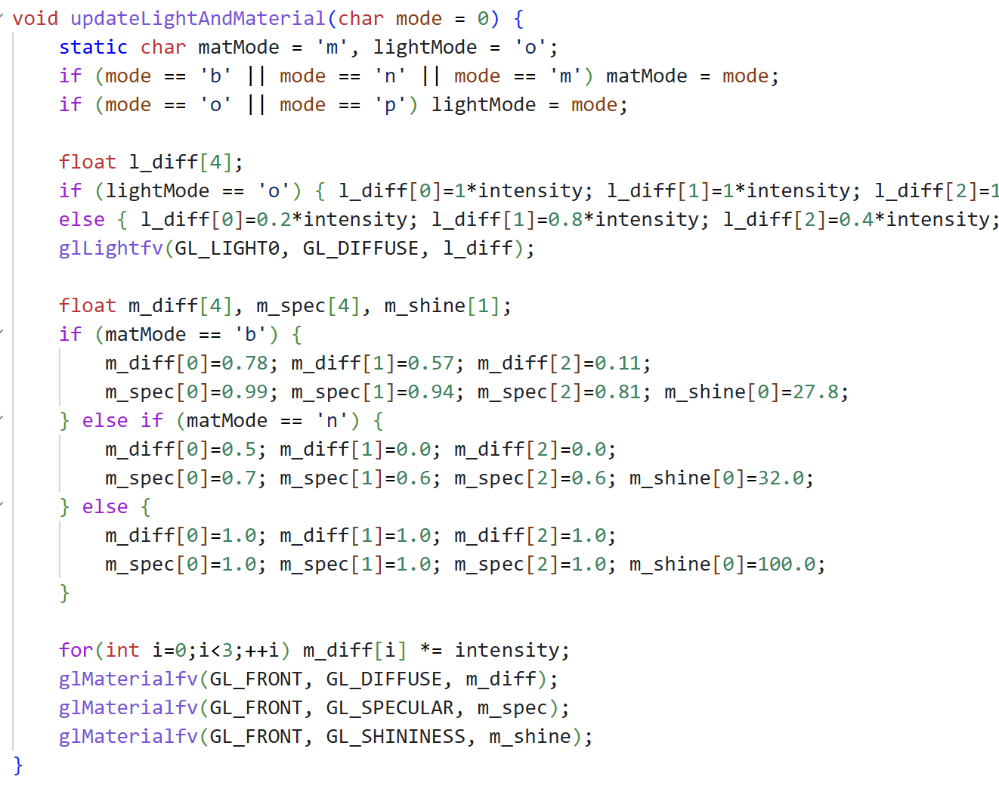 void updateLightAndMaterial(char mode = 0) {
    static char matMode = 'm', lightMode = 'o';
    if (mode == 'b' || mode == 'n' || mode == 'm') matMode = mode;
    if (mode == 'o' || mode == 'p') lightMode = mode;

    float l_diff[4];
    if (lightMode == 'o') { l_diff[0]=1*intensity; l_diff[1]=1*intensity; l_diff[2]=1
    else { l_diff[0]=0.2*intensity; l_diff[1]=0.8*intensity; l_diff[2]=0.4*intensity;
    glLightfv(GL_LIGHT0, GL_DIFFUSE, l_diff);

    float m_diff[4], m_spec[4], m_shine[1];
    if (matMode == 'b') {
        m_diff[0]=0.78; m_diff[1]=0.57; m_diff[2]=0.11;
        m_spec[0]=0.99; m_spec[1]=0.94; m_spec[2]=0.81; m_shine[0]=27.8;
    } else if (matMode == 'n') {
        m_diff[0]=0.5; m_diff[1]=0.0; m_diff[2]=0.0;
        m_spec[0]=0.7; m_spec[1]=0.6; m_spec[2]=0.6; m_shine[0]=32.0;
    } else {
        m_diff[0]=1.0; m_diff[1]=1.0; m_diff[2]=1.0;
        m_spec[0]=1.0; m_spec[1]=1.0; m_spec[2]=1.0; m_shine[0]=100.0;
    }

    for(int i=0;i<3;++i) m_diff[i] *= intensity;
    glMaterialfv(GL_FRONT, GL_DIFFUSE, m_diff);
    glMaterialfv(GL_FRONT, GL_SPECULAR, m_spec);
    glMaterialfv(GL_FRONT, GL_SHININESS, m_shine);
}